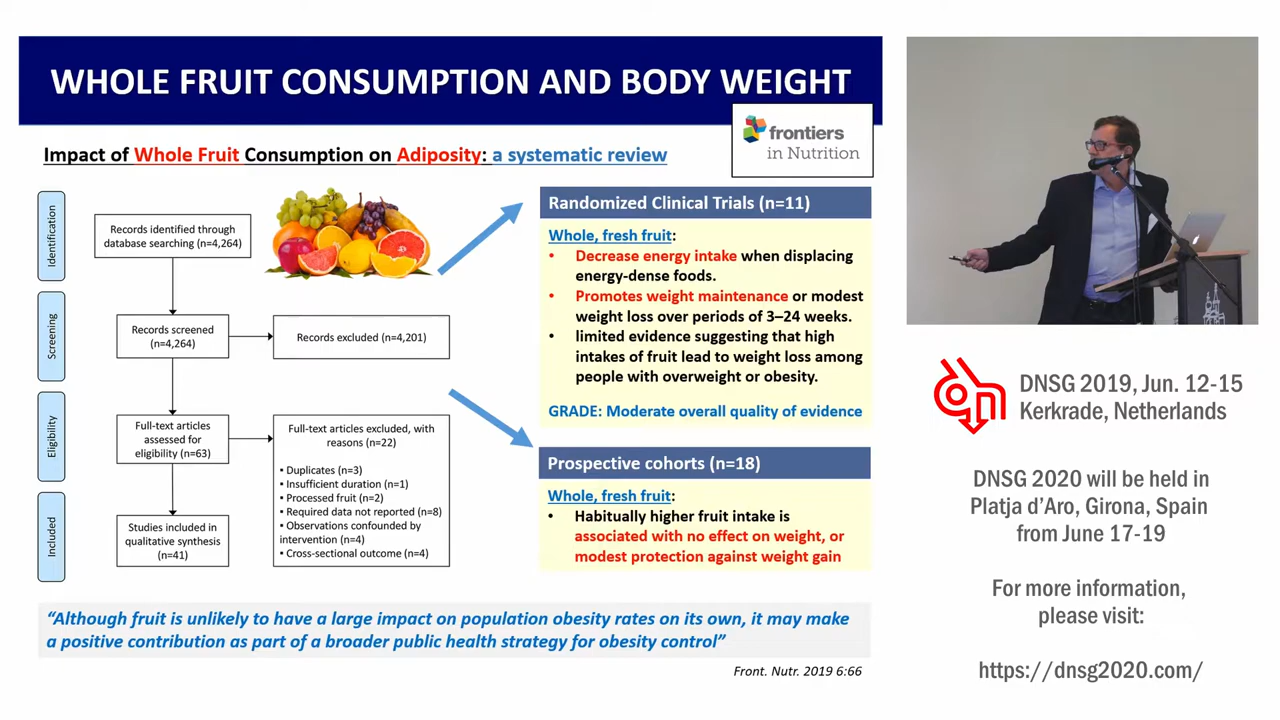 WHOLE FRUIT CONSUMPTION AND BODY WEIGHT
frontiers
in Nutrition
Impact of Whole Fruit Consumption on Adiposity: a systematic review
Identification
Records identified through
database searching (n=4,264)
Screening
Records screened
(n=4,264)
Records excluded (n=4,201)
Eligibility
Full-text articles
assessed for
eligibility (n=63)
Full-text articles excluded, with
reasons (n=22)
• Duplicates (n=3)
• Insufficient duration (n=1)
• Processed fruit (n=2)
• Required data not reported (n=8)
• Observations confounded by
intervention (n=4)
• Cross-sectional outcome (n=4)
Included
Studies included in
qualitative synthesis
(n=41)
Randomized Clinical Trials (n=11)
Whole, fresh fruit:
• Decrease energy intake when displacing
energy-dense foods.
• Promotes weight maintenance or modest
weight loss over periods of 3–24 weeks.
• limited evidence suggesting that high
intakes of fruit lead to weight loss among
people with overweight or obesity.
GRADE: Moderate overall quality of evidence
Prospective cohorts (n=18)
Whole, fresh fruit:
• Habitually higher fruit intake is
associated with no effect on weight, or
modest protection against weight gain
“Although fruit is unlikely to have a large impact on population obesity rates on its own, it may make
a positive contribution as part of a broader public health strategy for obesity control”
Front. Nutr. 2019 6:66
DNSG 2019, Jun. 12-15
Kerkrade, Netherlands
DNSG 2020 will be held in
Platja d’Aro, Girona, Spain
from June 17-19
For more information,
please visit:
https://dnsg2020.com/